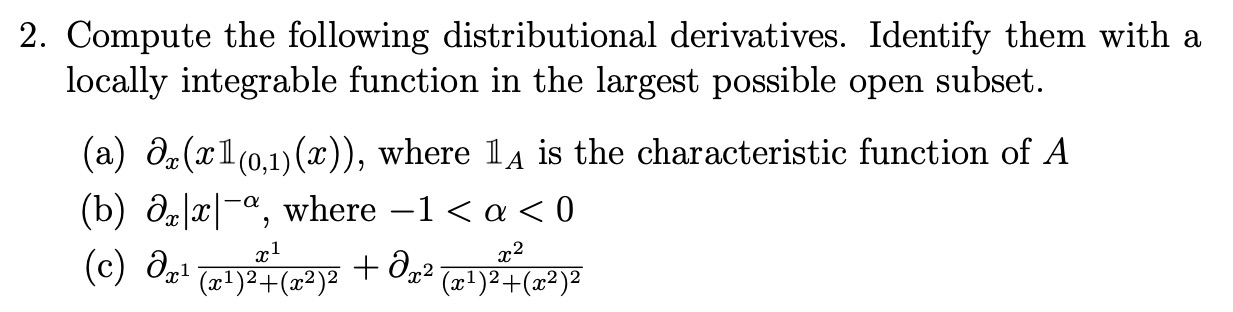 2. Compute the following distributional derivatives. Identify them with a
locally integrable function in the largest possible open subset.
(a) ∂ₓ(x𝟙₍₀,₁₎(x)), where 𝟙_A is the characteristic function of A
(b) ∂ₓ|x|^{−α}, where −1 < α < 0
(c) ∂_{x¹} \frac{x¹}{(x¹)²+(x²)²} + ∂_{x²} \frac{x²}{(x¹)²+(x²)²}